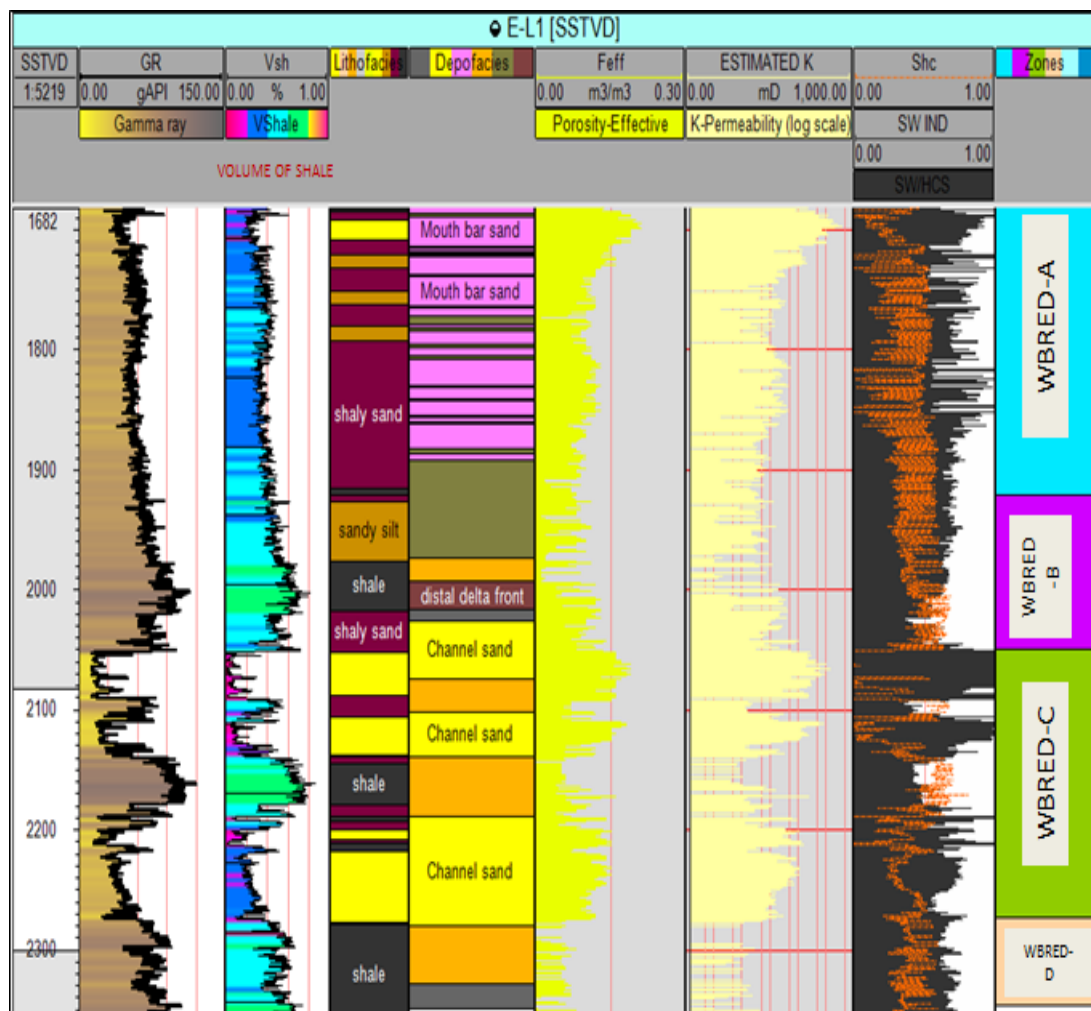 E-L1 [SSTVD]
SSTVD GR Vsh Lithofacies Depofacies Feff ESTIMATED K Shc Zones
1:5219 0.00 gAPI 150.00 0.00 % 1.00 0.00 m3/m3 0.30 0.00 mD 1,000.00 0.00 1.00
Gamma ray VShale Porosity-Effective K-Permeability (log scale) SW IND
0.00 1.00
VOLUME OF SHALE
SW/HCS
1682
Mouth bar sand
WBRED-A
Mouth bar sand
1800
shaly sand
1900
sandy silt
WBRED
-B
shale
2000
distal delta front
shaly sand
Channel sand
2100
Channel sand
WBRED-C
shale
2200
Channel sand
2300
WBRED-
D
shale